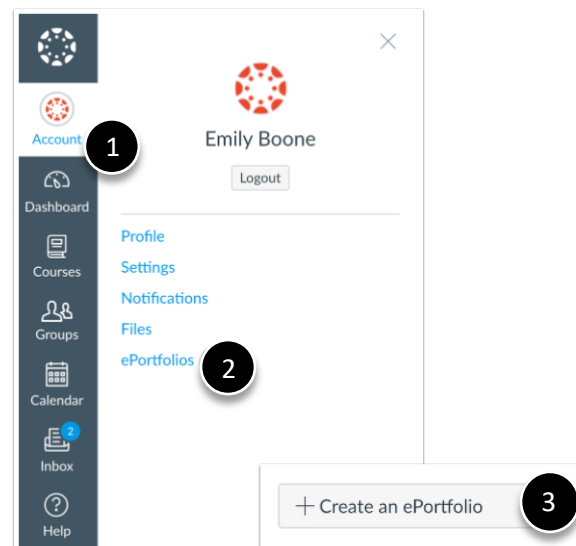 Account
1
Dashboard
Courses
Groups
Calendar
2
Inbox
Help
Emily Boone
Logout
Profile
Settings
Notifications
Files
ePortfolios
2
+ Create an ePortfolio
3